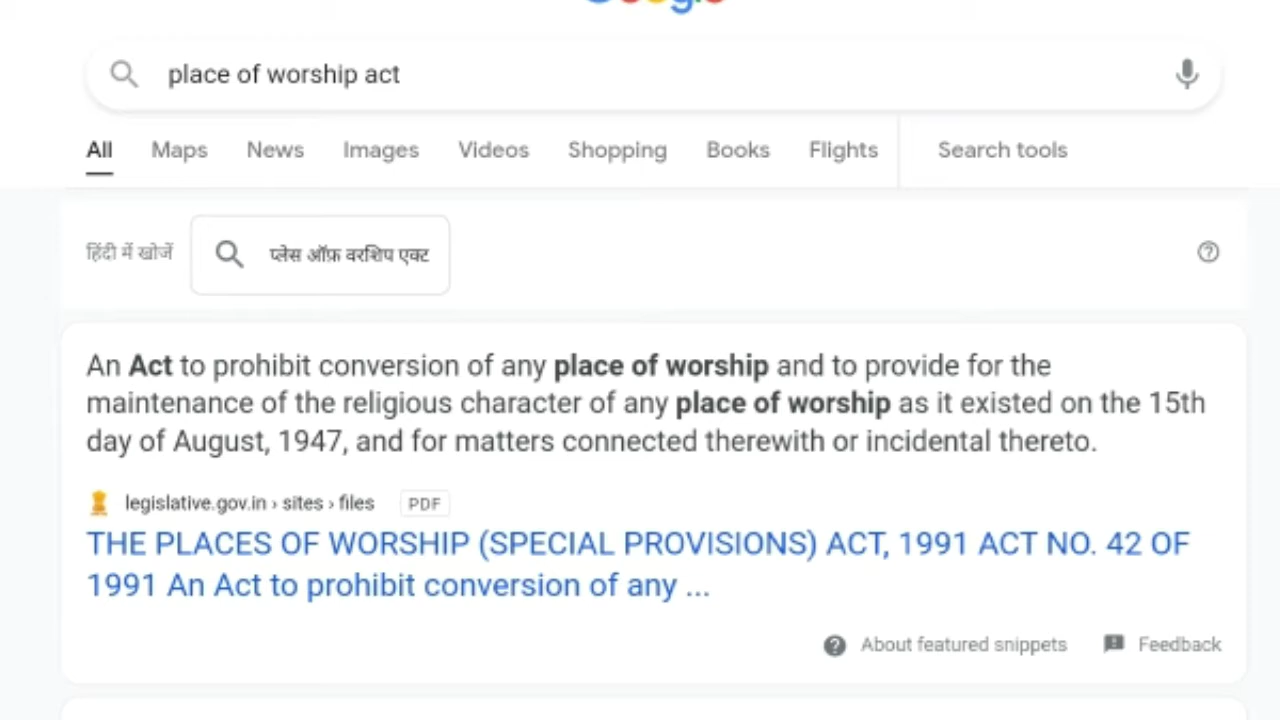 place of worship act
All Maps News Images Videos Shopping Books Flights Search tools
हिंदी में खोजें प्लेस ऑफ़ वरशिप एक्ट
An Act to prohibit conversion of any place of worship and to provide for the
maintenance of the religious character of any place of worship as it existed on the 15th
day of August, 1947, and for matters connected therewith or incidental thereto.
legislative.gov.in › sites › files PDF
THE PLACES OF WORSHIP (SPECIAL PROVISIONS) ACT, 1991 ACT NO. 42 OF
1991 An Act to prohibit conversion of any ...
About featured snippets Feedback